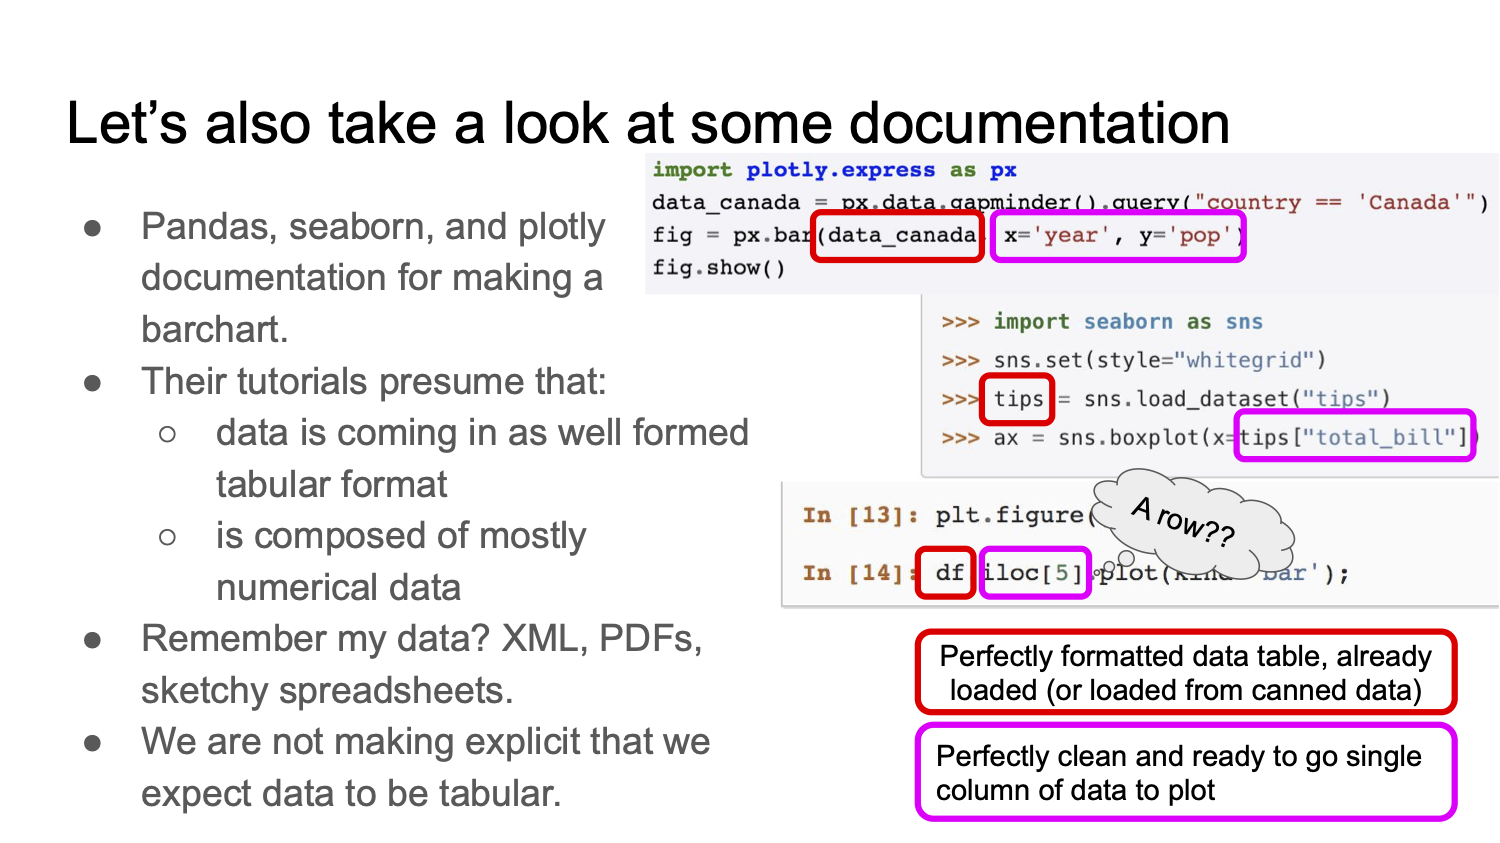 Let's also take a look at some documentation
● Pandas, seaborn, and plotly
documentation for making a
barchart.
● Their tutorials presume that:
○ data is coming in as well formed
tabular format
○ is composed of mostly
numerical data
● Remember my data? XML, PDFs,
sketchy spreadsheets.
● We are not making explicit that we
expect data to be tabular.
import plotly.express as px
data_canada = px.data.gapminder().query("country == 'Canada'")
fig = px.bar(data_canada, x='year', y='pop')
fig.show()
>>> import seaborn as sns
>>> sns.set(style="whitegrid")
>>> tips = sns.load_dataset("tips")
>>> ax = sns.boxplot(x=tips["total_bill"])
In [13]: plt.figure(
A row??
In [14]: df iloc[5].plot(kind 'bar');
Perfectly formatted data table, already
loaded (or loaded from canned data)
Perfectly clean and ready to go single
column of data to plot